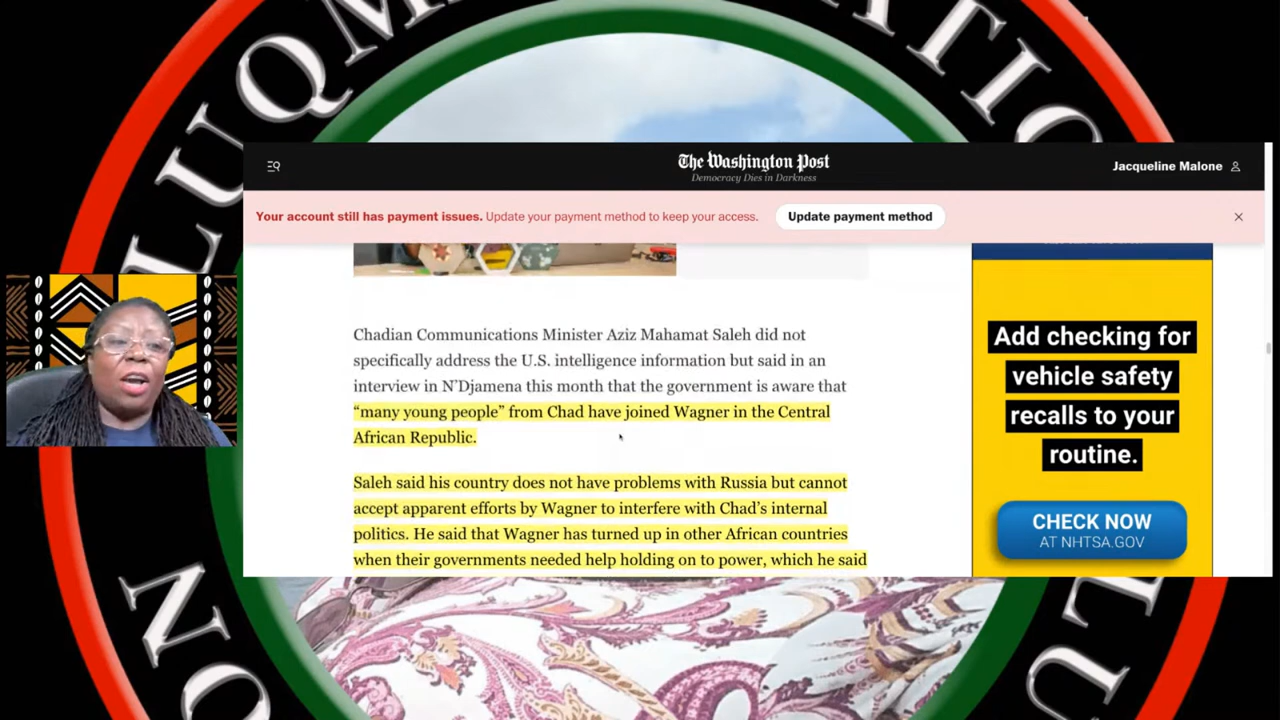 LUQM
ATIO
The Washington Post
Democracy Dies in Darkness
Jacqueline Malone
Your account still has payment issues. Update your payment method to keep your access.
Update payment method
Chadian Communications Minister Aziz Mahamat Saleh did not
specifically address the U.S. intelligence information but said in an
interview in N’Djamena this month that the government is aware that
“many young people” from Chad have joined Wagner in the Central
African Republic.
Saleh said his country does not have problems with Russia but cannot
accept apparent efforts by Wagner to interfere with Chad’s internal
politics. He said that Wagner has turned up in other African countries
when their governments needed help holding on to power, which he said
Add checking for
vehicle safety
recalls to your
routine.
CHECK NOW
AT NHTSA.GOV